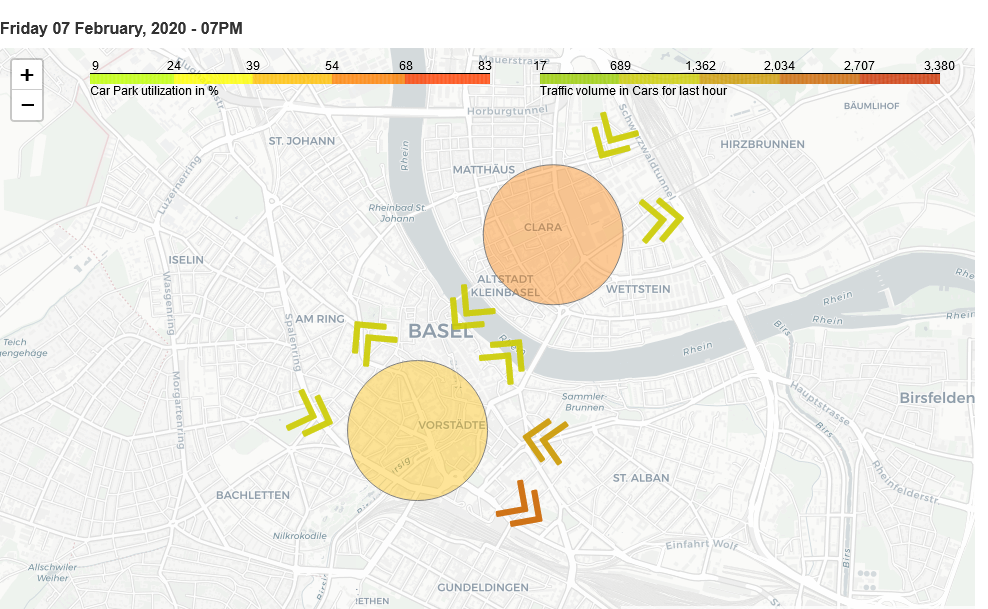 Friday 07 February, 2020 - 07PM
+
−
9 24 39 54 68 83
Car Park utilization in %
17 689 1,362 2,034 2,707 3,380
Traffic volume in Cars for last hour
Mauerstrasse
Horburgtunnel
BÄUMLIHOF
Schwarzwaldtunnel
ST. JOHANN
HIRZBRUNNEN
Rhein
MATTHÄUS
Luzernerring
Rheinbad St.
Johann
CLARA
ISELIN
ALTSTADT
KLEINBASEL
WETTSTEIN
Wasgenring
Rhein
Rhein
Rhein
AM RING
BASEL
Spalenring
Birs
Teich
Rhein
Morgartenring
Sammler-
Brunnen
Hauptstrasse
Birsfelden
VORSTÄDTE
Birs
BACHLETTEN
ST. ALBAN
Rheinfelderstr.
Nilkrokodile
Einfahrt Wolf
Birs
Allschwiler
Weiher
Birsig
GUNDELDINGEN